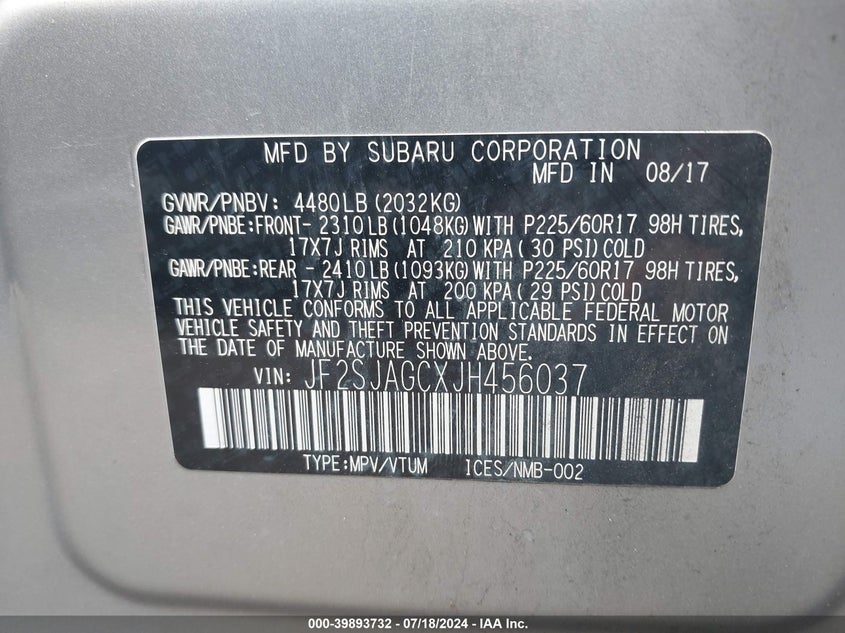 MFD BY SUBARU CORPORATION
MFD IN 08/17
GVWR/PNBV: 4480LB(2032KG)
GAWR/PNBE:FRONT- 2310LB(1048KG)WITH P225/60R17 98H TIRES,
17X7J RIMS AT 210 KPA( 30 PSI)COLD
GAWR/PNBE:REAR - 2410LB(1093KG)WITH P225/60R17 98H TIRES,
17X7J RIMS AT 200 KPA( 29 PSI)COLD
THIS VEHICLE CONFORMS TO ALL APPLICABLE FEDERAL MOTOR
VEHICLE SAFETY AND THEFT PREVENTION STANDARDS IN EFFECT ON
THE DATE OF MANUFACTURE SHOWN ABOVE.
VIN: JF2SJAGCXJH456037
TYPE:MPV/VTUM ICES/NMB-002
000-39893732 - 07/18/2024 - IAA Inc.